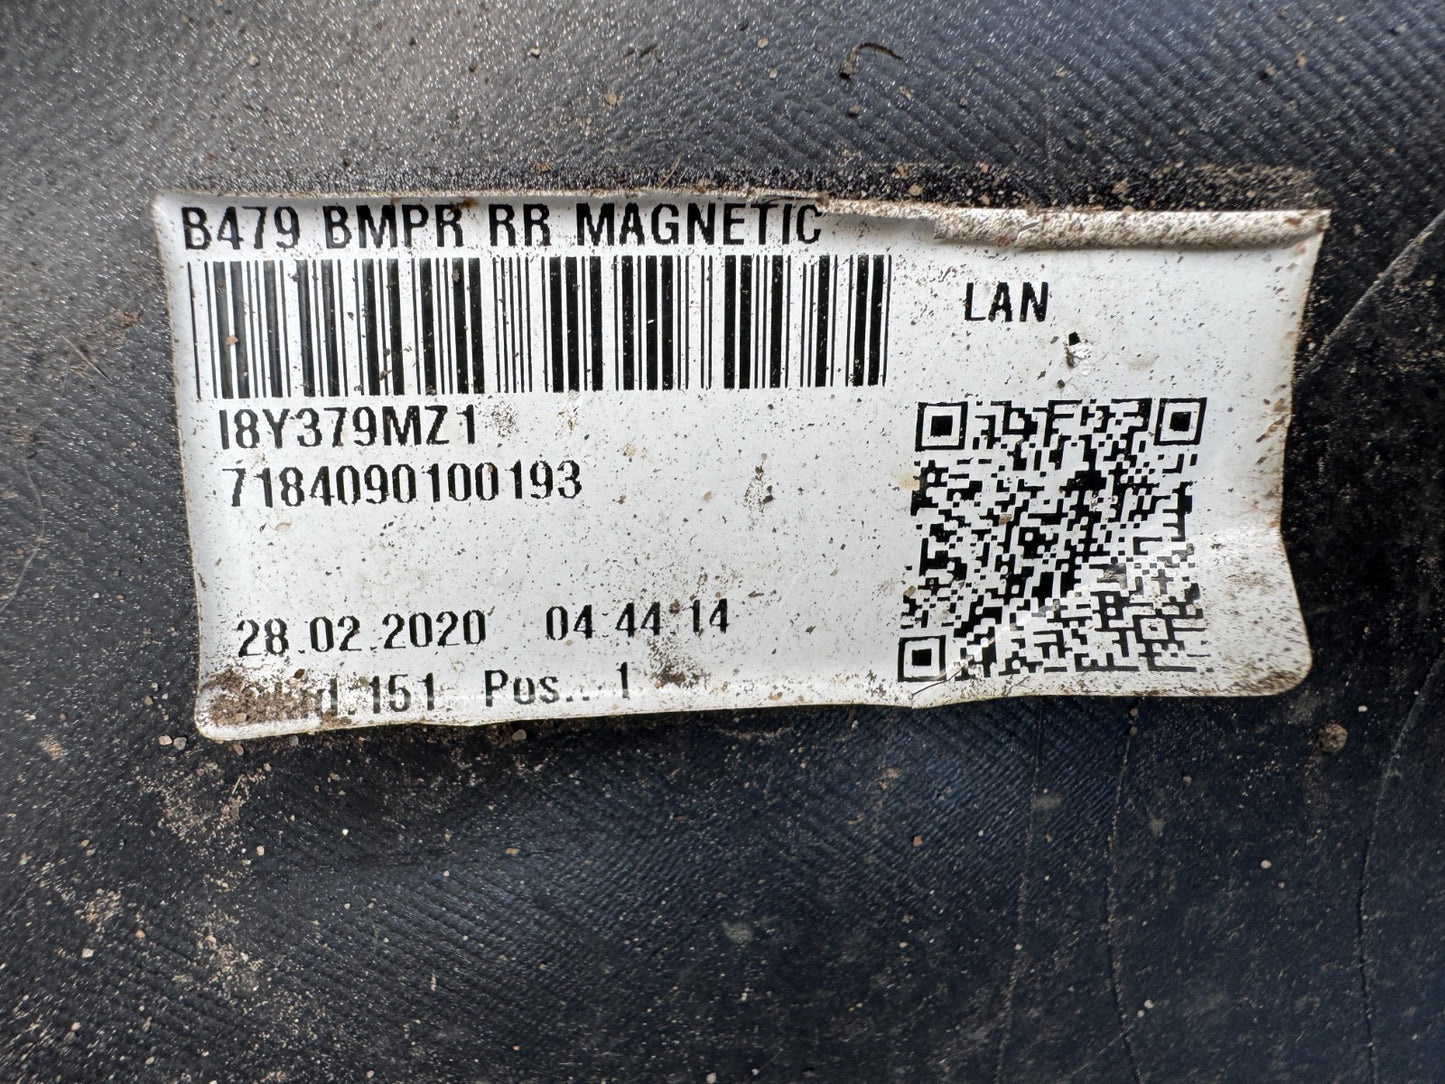 B479 BMPR RR MAGNETIC
LAN
I8Y379MZ1
7184090100193
28.02.2020 04:44:14
151 Pos.: 1